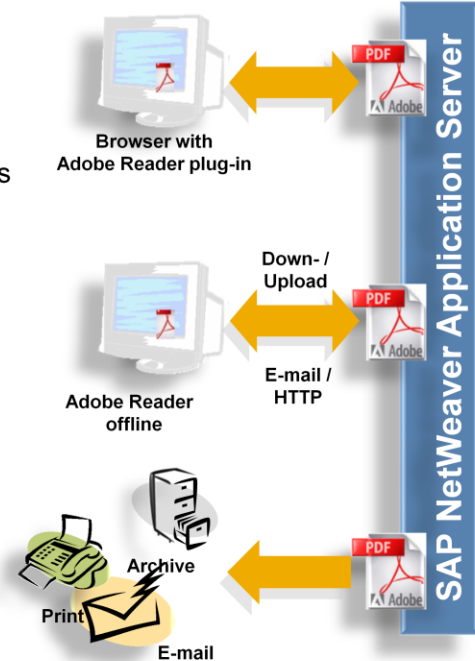 PDF
Adobe
Browser with
Adobe Reader plug-in
s
SAP NetWeaver Application Server
Down- /
Upload
PDF
Adobe
E-mail /
HTTP
Adobe Reader
offline
PDF
Adobe
Archive
Print
E-mail